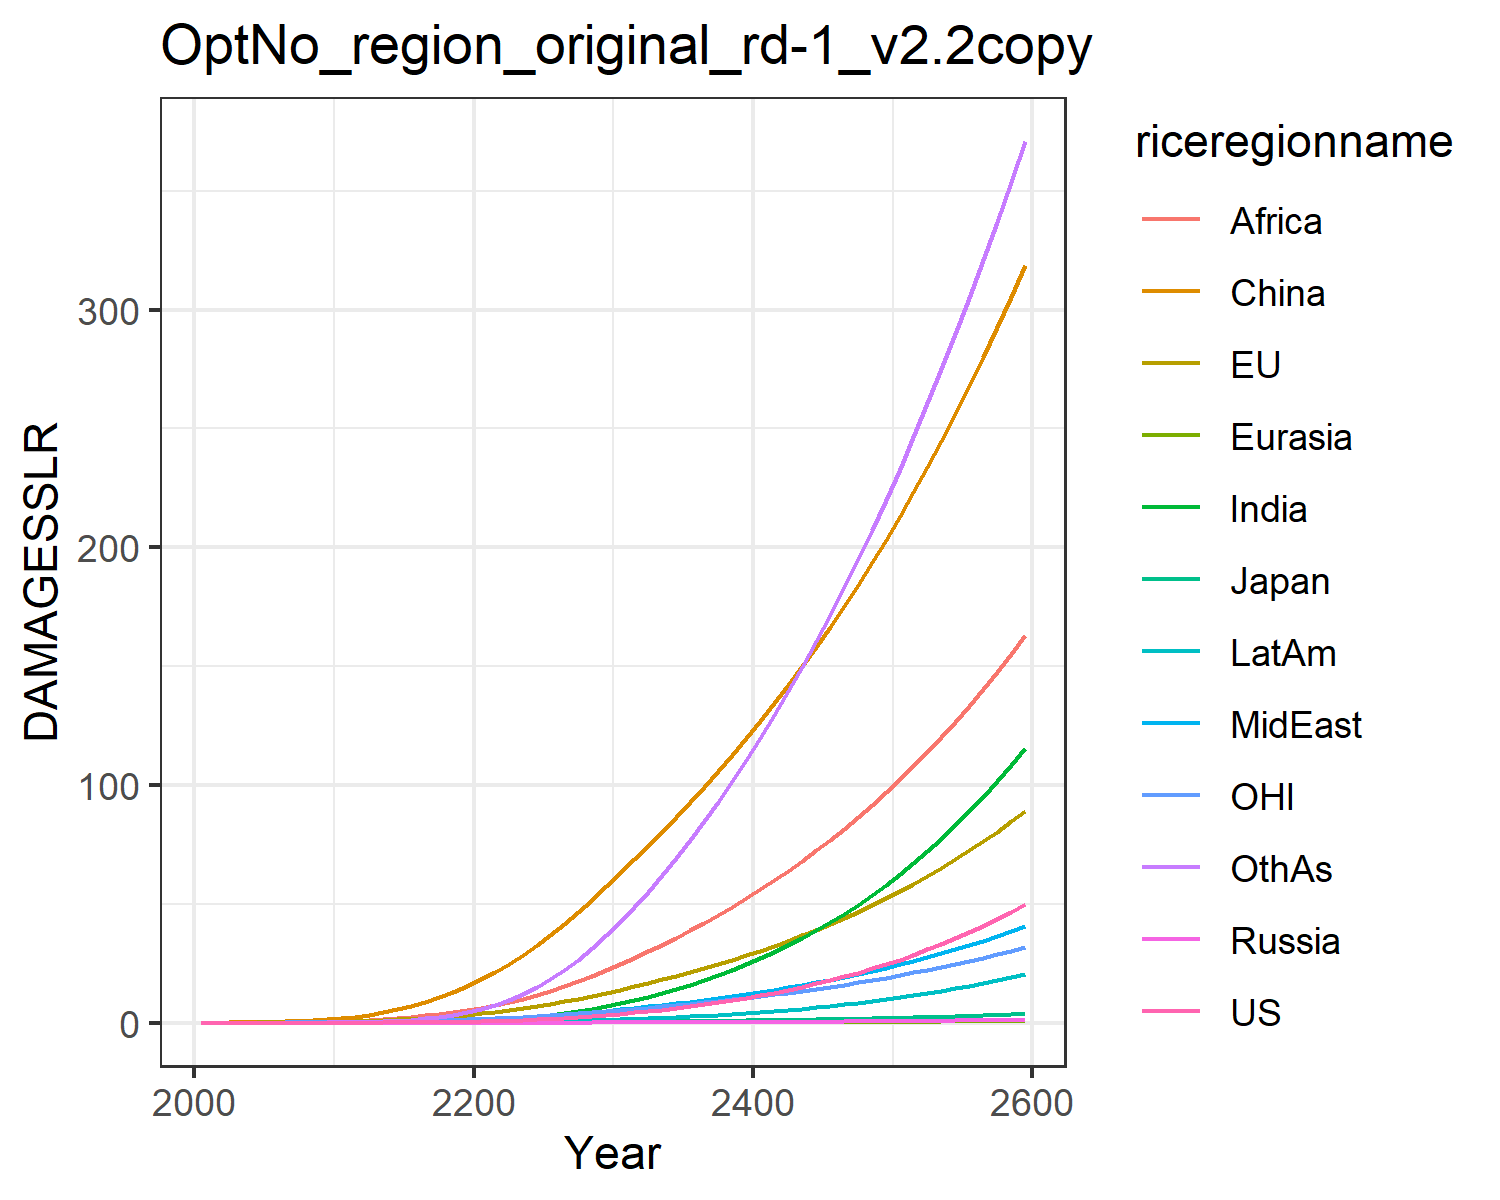 OptNo_region_original_rd-1_v2.2copy
DAMAGESSLR
300
200
100
0
2000
2200
2400
2600
Year
riceregionname
Africa
China
EU
Eurasia
India
Japan
LatAm
MidEast
OHI
OthAs
Russia
US